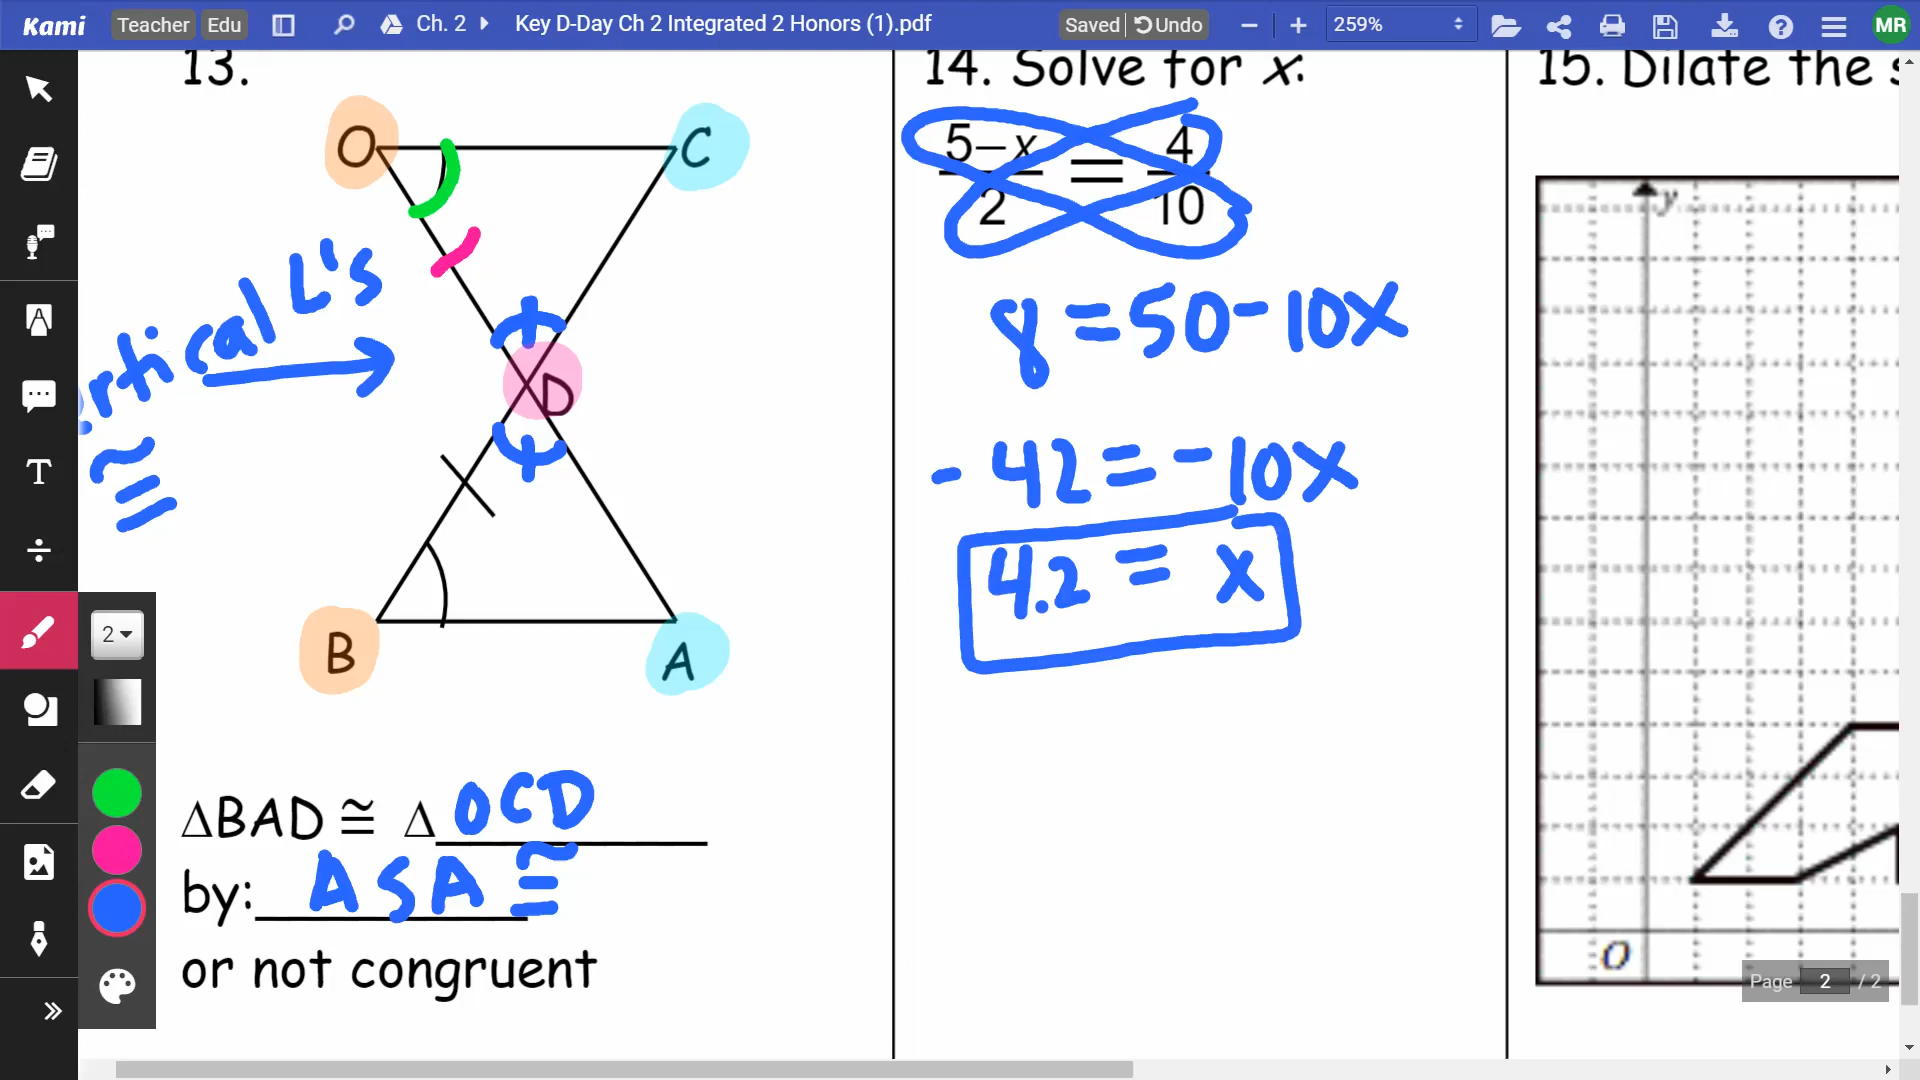 Kami Teacher Edu Ch. 2 Key D-Day Ch 2 Integrated 2 Honors (1).pdf Saved Undo 259% MR
13.
O C
L's
rtical
≅
D
B A
△BAD ≅ △ OCD
by: ASA ≅
or not congruent
14. Solve for x:
5−x = 4
2 10
8 = 50 - 10x
- 42 = - 10x
4.2 = x
15. Dilate the s
y
O
Page 2 / 2
T
2